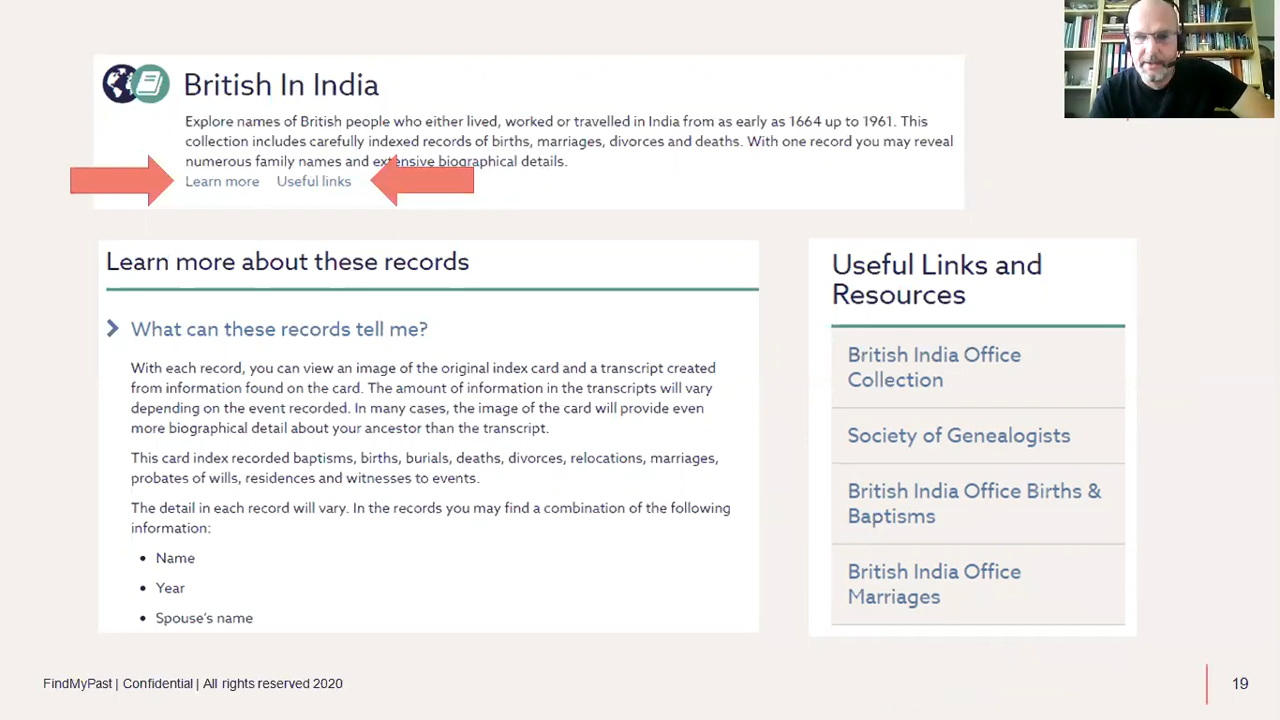 British In India
Explore names of British people who either lived, worked or travelled in India from as early as 1664 up to 1961. This
collection includes carefully indexed records of births, marriages, divorces and deaths. With one record you may reveal
numerous family names and extensive biographical details.
Learn more Useful links
Learn more about these records
What can these records tell me?
With each record, you can view an image of the original index card and a transcript created
from information found on the card. The amount of information in the transcripts will vary
depending on the event recorded. In many cases, the image of the card will provide even
more biographical detail about your ancestor than the transcript.
This card index recorded baptisms, births, burials, deaths, divorces, relocations, marriages,
probates of wills, residences and witnesses to events.
The detail in each record will vary. In the records you may find a combination of the following
information:
• Name
• Year
• Spouse's name
Useful Links and
Resources
British India Office
Collection
Society of Genealogists
British India Office Births &
Baptisms
British India Office
Marriages
FindMyPast | Confidential | All rights reserved 2020
19